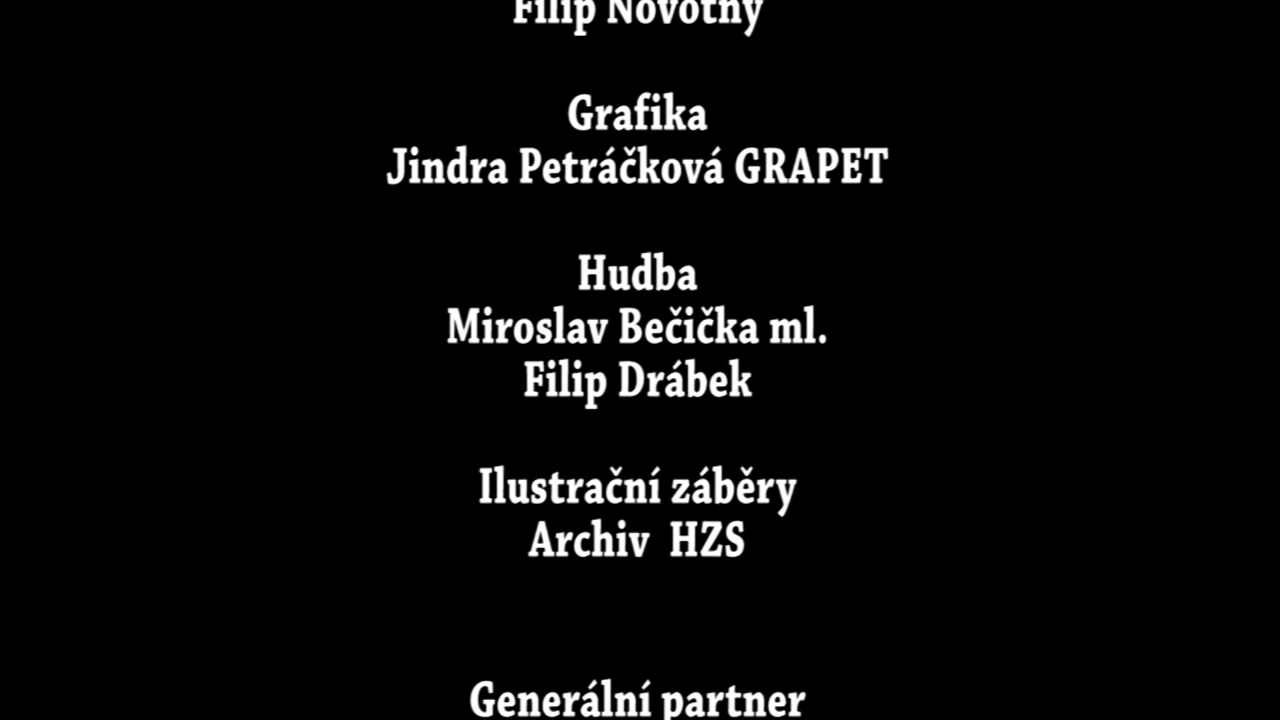 Filip Novotný
Grafika
Jindra Petráčková GRAPET
Hudba
Miroslav Bečička ml.
Filip Drábek
Ilustrační záběry
Archiv HZS
Generální partner